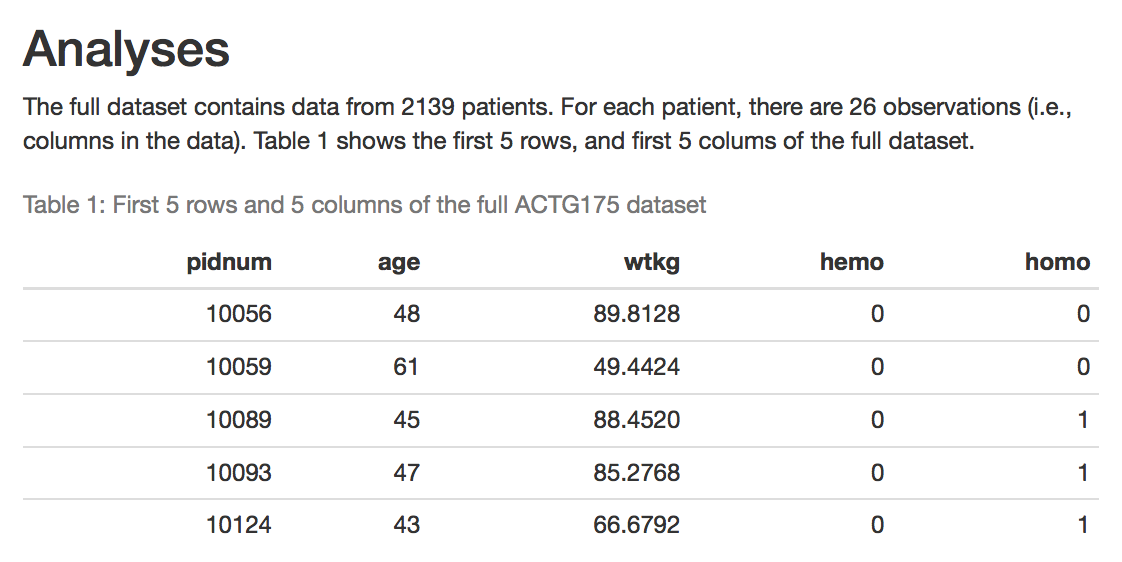 Analyses
The full dataset contains data from 2139 patients. For each patient, there are 26 observations (i.e.,
columns in the data). Table 1 shows the first 5 rows, and first 5 colums of the full dataset.
Table 1: First 5 rows and 5 columns of the full ACTG175 dataset
pidnum age wtkg hemo homo
10056 48 89.8128 0 0
10059 61 49.4424 0 0
10089 45 88.4520 0 1
10093 47 85.2768 0 1
10124 43 66.6792 0 1